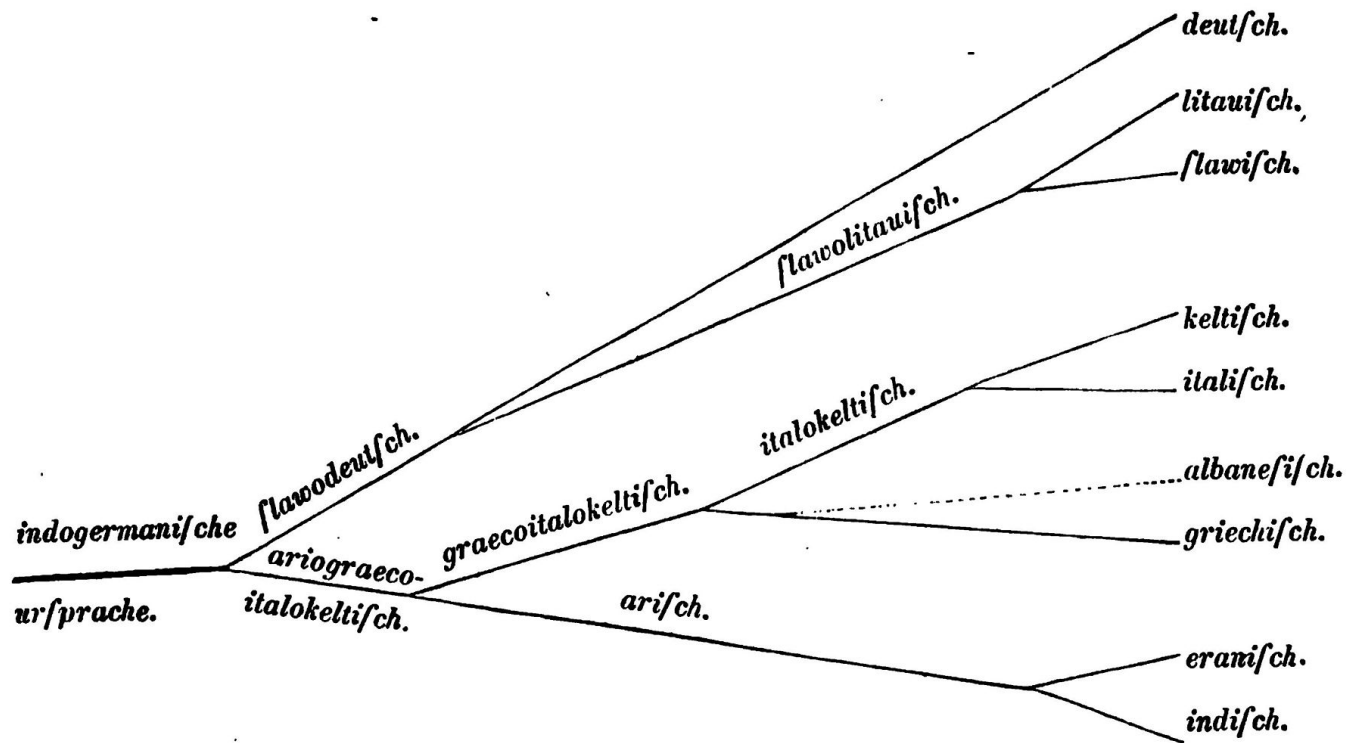 deutſch.
litauiſch.
ſlawiſch.
ſlawolitauiſch.
keltiſch.
italiſch.
italokeltiſch.
ſlawodeutſch.
albaneſiſch.
graecoitalokeltiſch.
griechiſch.
indogermaniſche
urſprache.
ariograeco-
italokeltiſch.
ariſch.
eraniſch.
indiſch.